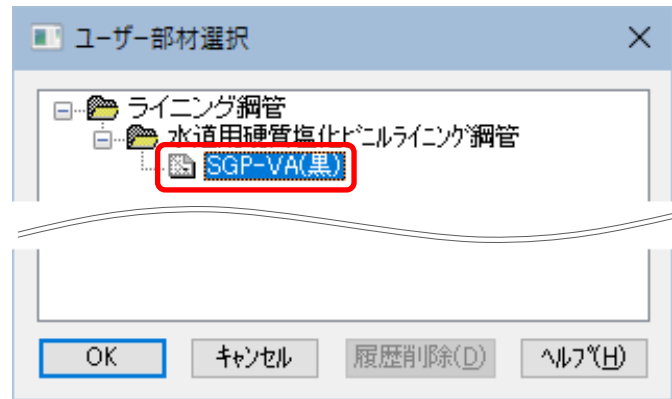 ユーザー部材選択
ライニング鋼管
水道用硬質塩化ﾋﾞﾆﾙﾗｲﾆﾝｸﾞ鋼管
SGP-VA(黒)
OK
ｷｬﾝｾﾙ
履歴削除(D)
ﾍﾙﾌﾟ(H)